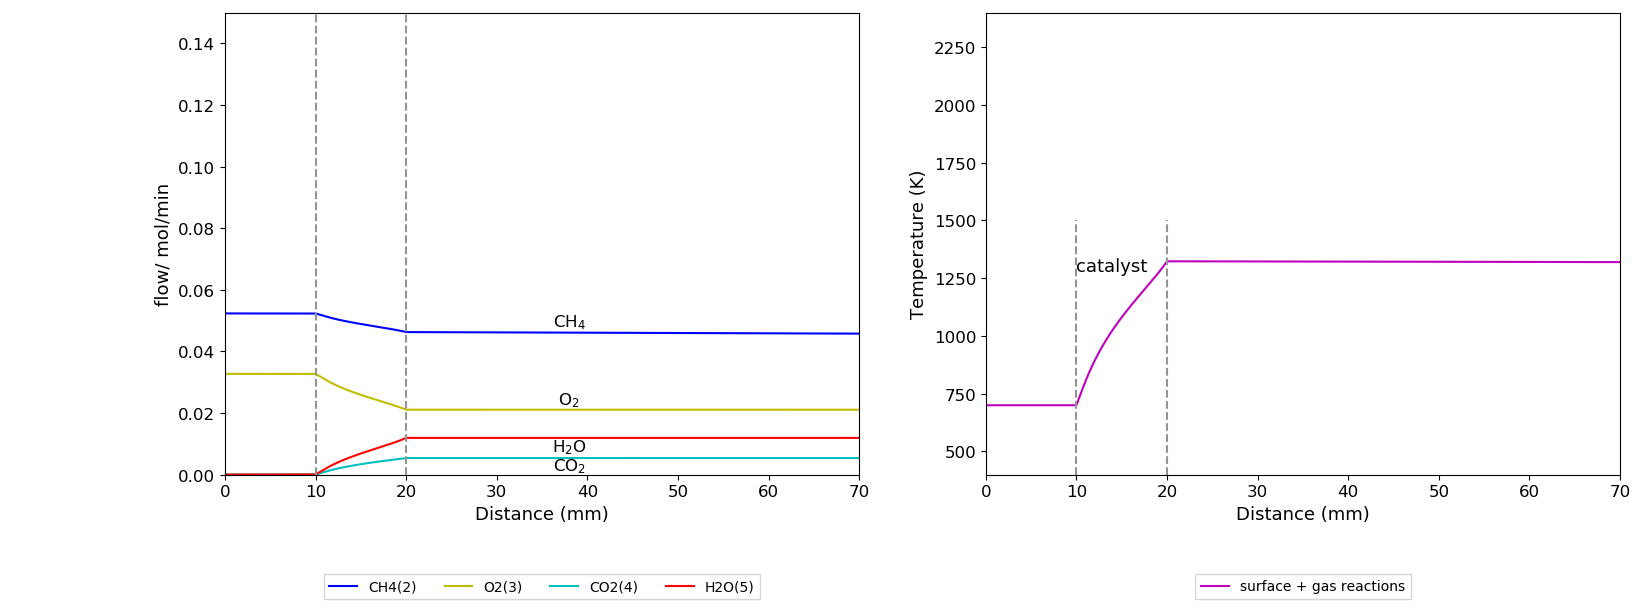 0.14
0.12
0.10
0.08
0.06
0.04
0.02
0.00
flow/ mol/min
CH₄
O₂
H₂O
CO₂
0 10 20 30 40 50 60 70
Distance (mm)
CH4(2) O2(3) CO2(4) H2O(5)
2250
2000
1750
1500
1250
1000
750
500
Temperature (K)
catalyst
0 10 20 30 40 50 60 70
Distance (mm)
surface + gas reactions